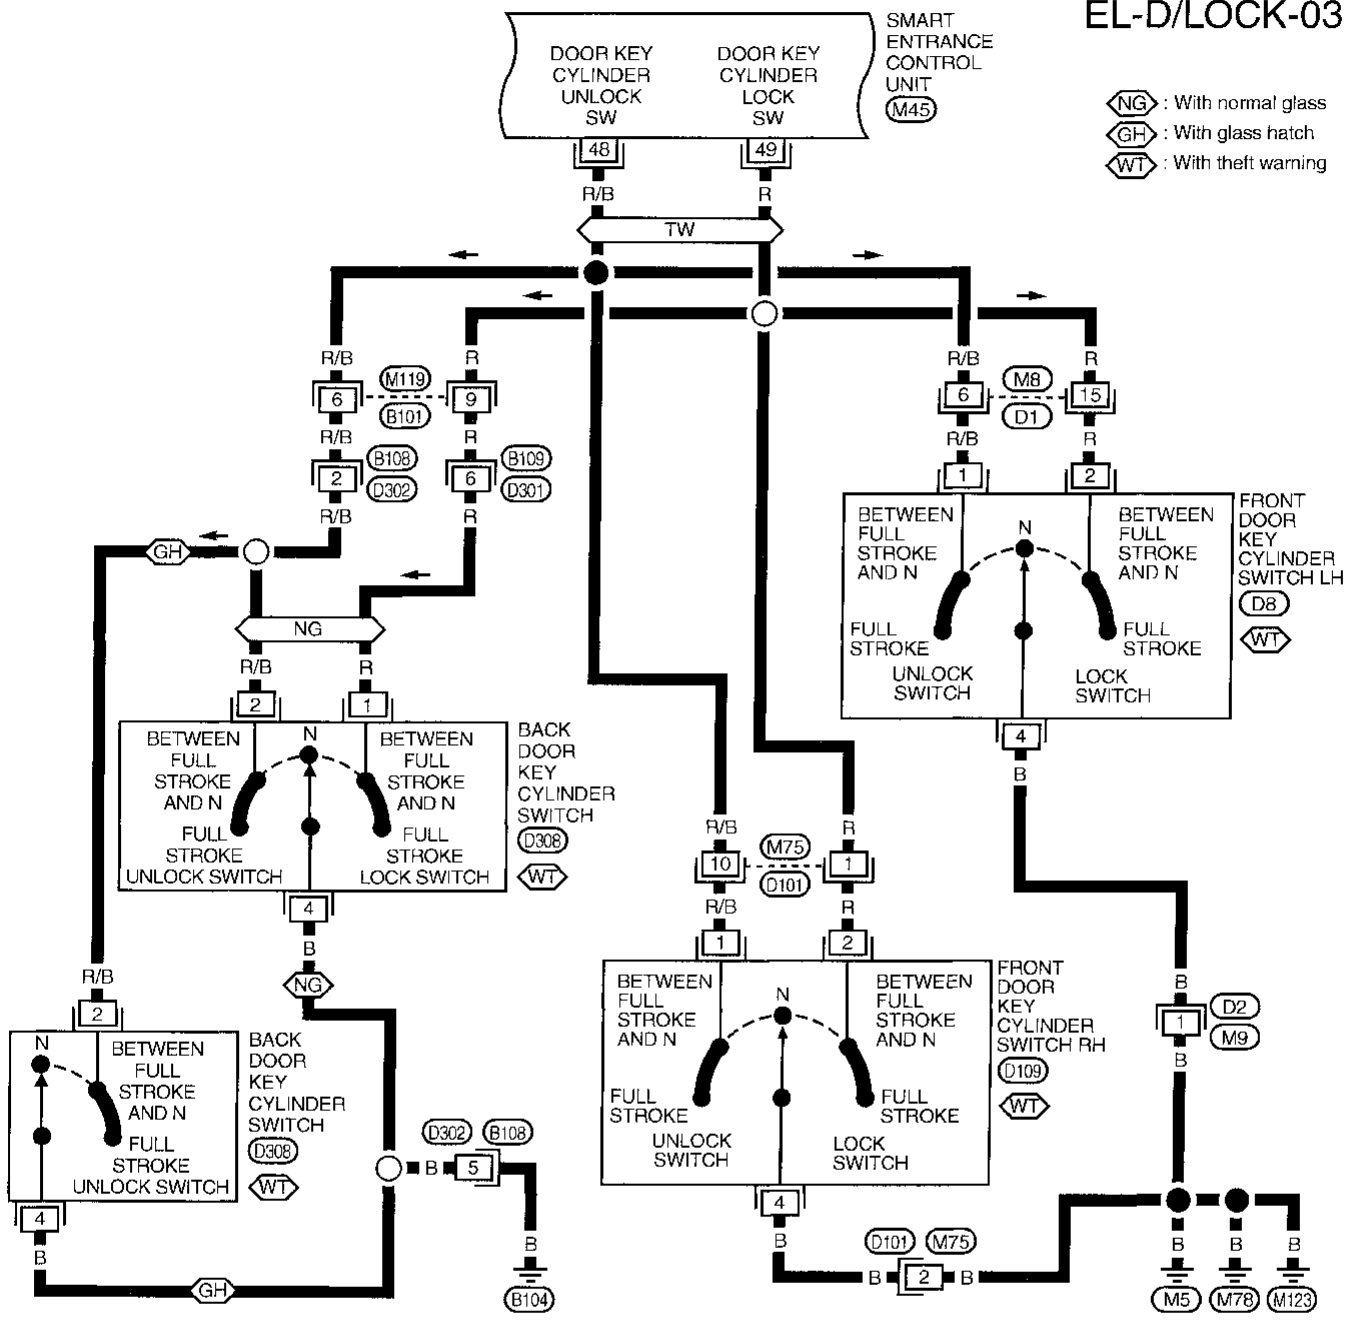 EL-D/LOCK-03
SMART
ENTRANCE
CONTROL
UNIT
M45
DOOR KEY
CYLINDER
UNLOCK
SW
DOOR KEY
CYLINDER
LOCK
SW
NG : With normal glass
GH : With glass hatch
WT : With theft warning
48
49
R/B
R
TW
R/B
R
R/B
R
6
M119
B101
9
6
M8
D1
15
R/B
R
R/B
R
2
B108
D302
6
B109
D301
1
2
R/B
R
GH
NG
R/B
R
2
1
BETWEEN
FULL
STROKE
AND N
N
BETWEEN
FULL
STROKE
AND N
FULL
STROKE
UNLOCK
SWITCH
FULL
STROKE
LOCK
SWITCH
FRONT
DOOR
KEY
CYLINDER
SWITCH LH
D8
WT
4
B
BETWEEN
FULL
STROKE
AND N
N
BETWEEN
FULL
STROKE
AND N
FULL
STROKE
UNLOCK SWITCH
FULL
STROKE
LOCK SWITCH
BACK
DOOR
KEY
CYLINDER
SWITCH
D308
WT
4
B
NG
R/B
R
10
M75
D101
1
R/B
R
1
2
BETWEEN
FULL
STROKE
AND N
N
BETWEEN
FULL
STROKE
AND N
FULL
STROKE
UNLOCK
SWITCH
FULL
STROKE
LOCK
SWITCH
FRONT
DOOR
KEY
CYLINDER
SWITCH RH
D109
WT
B
1
D2
M9
B
R/B
2
N
BETWEEN
FULL
STROKE
AND N
FULL
STROKE
UNLOCK SWITCH
BACK
DOOR
KEY
CYLINDER
SWITCH
D308
WT
4
B
GH
D302
B108
B
5
B
B104
4
B
D101
M75
B
2
B
B
B
B
M5
M78
M123